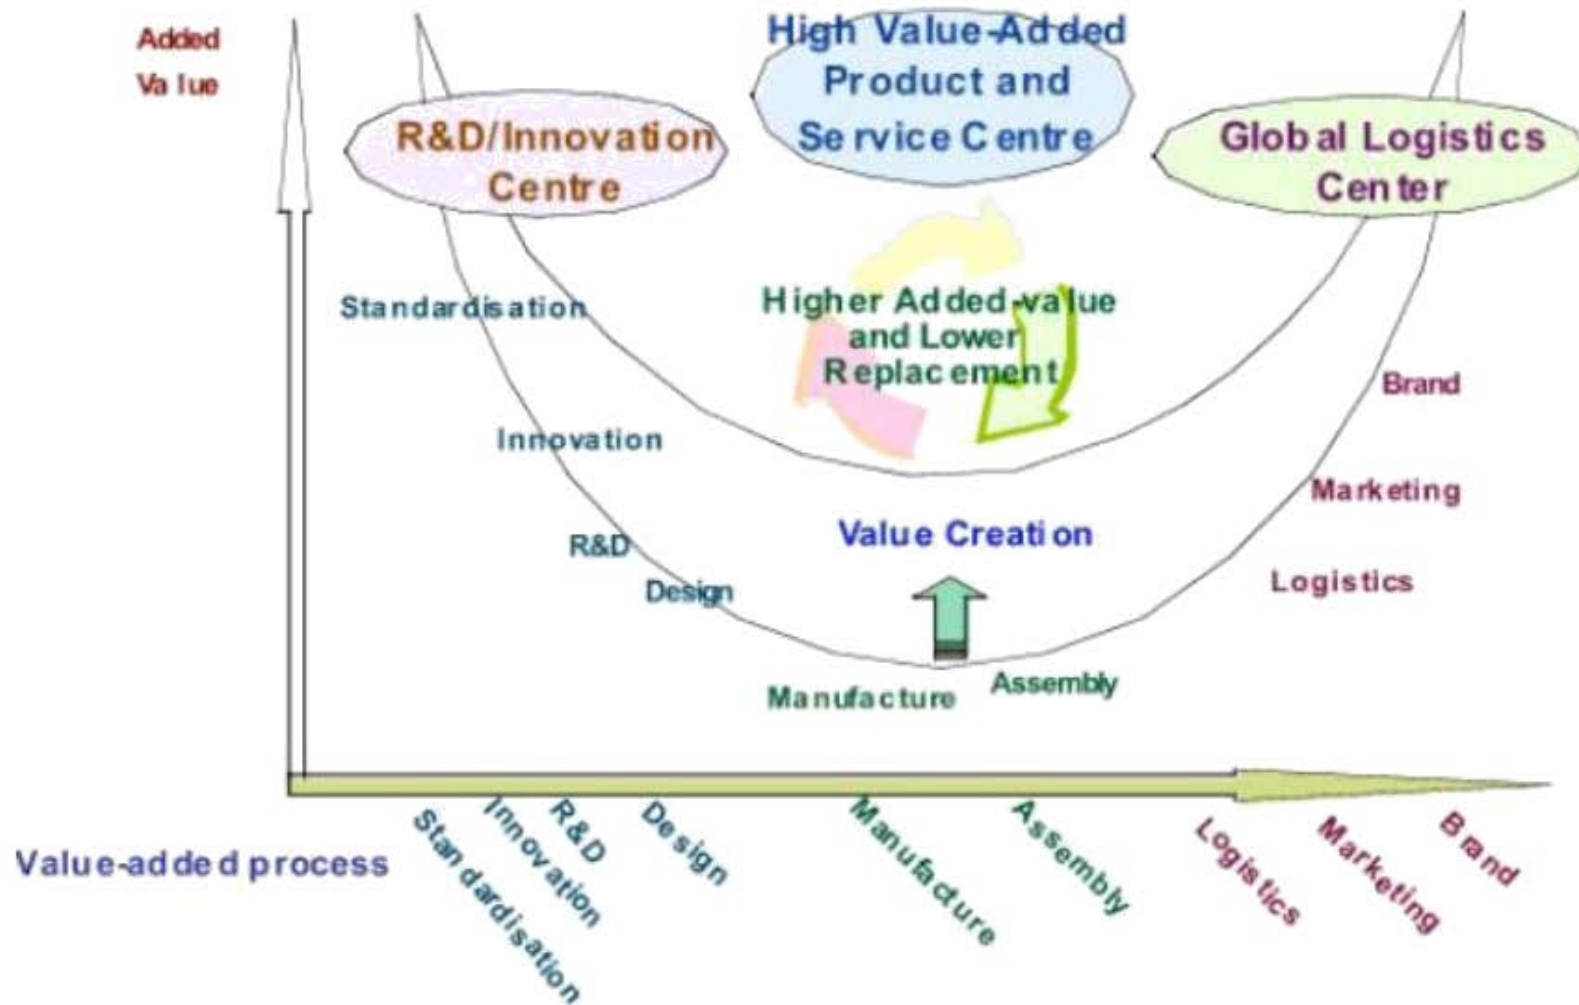 Added
Value
High Value-Added
Product and
Service Centre
R&D/Innovation
Centre
Global Logistics
Center
Higher Added-value
and Lower
Replacement
Standardisation
Innovation
R&D
Design
Value Creation
Manufacture
Assembly
Brand
Marketing
Logistics
Value-added process
Standardisation
Innovation
R&D
Design
Manufacture
Assembly
Logistics
Marketing
Brand